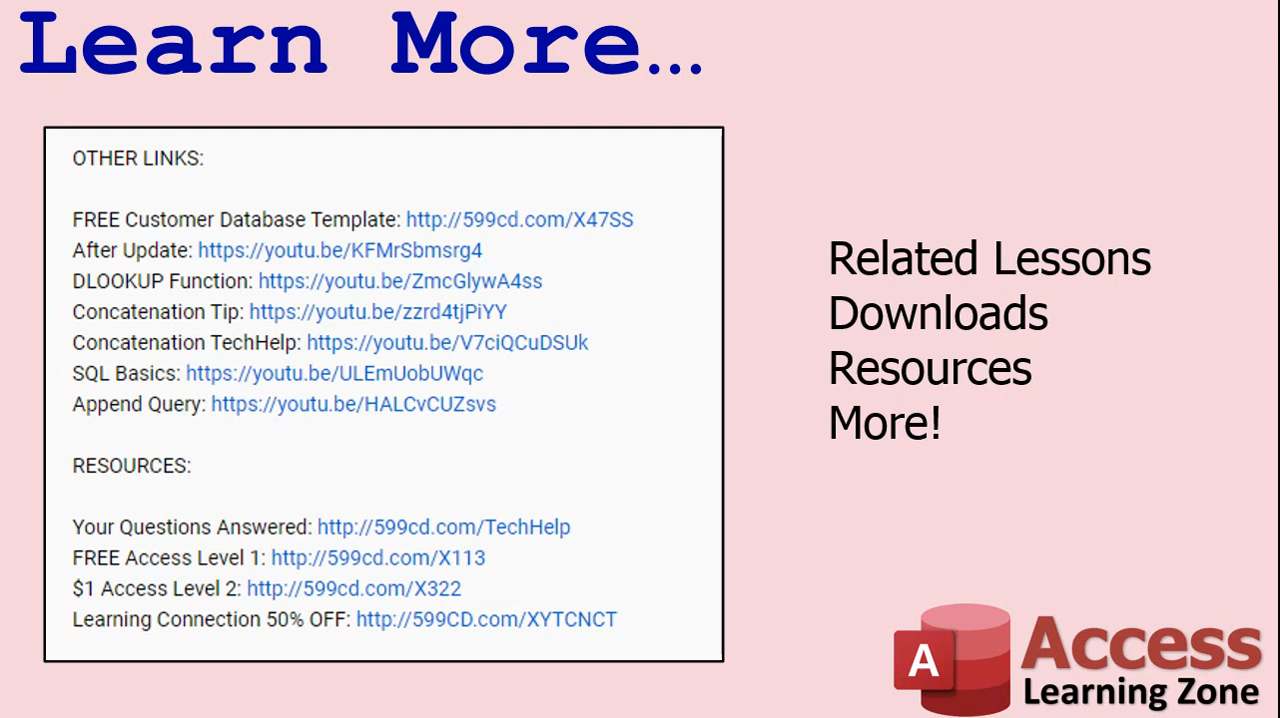 Learn More...
OTHER LINKS:
FREE Customer Database Template: http://599cd.com/X47SS
After Update: https://youtu.be/KFMrSbmsrg4
DLOOKUP Function: https://youtu.be/ZmcGlywA4ss
Concatenation Tip: https://youtu.be/zzrd4tjPiYY
Concatenation TechHelp: https://youtu.be/V7ciQCuDSUk
SQL Basics: https://youtu.be/ULEmUobUWqc
Append Query: https://youtu.be/HALCvCUZsvs
RESOURCES:
Your Questions Answered: http://599cd.com/TechHelp
FREE Access Level 1: http://599cd.com/X113
$1 Access Level 2: http://599cd.com/X322
Learning Connection 50% OFF: http://599CD.com/XYTCNCT
Related Lessons
Downloads
Resources
More!
A
Access
Learning Zone